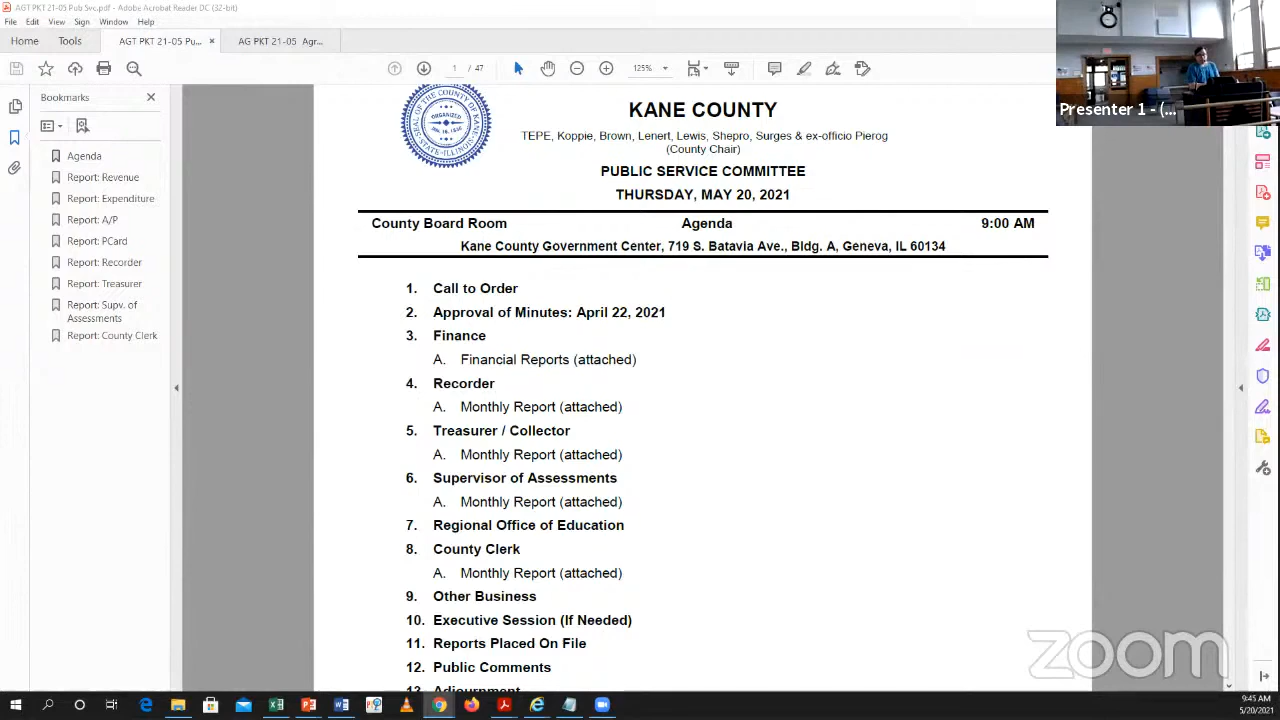 AGT PKT 21-05 Pub Svc.pdf - Adobe Acrobat Reader DC (32-bit)
File Edit View Sign Window Help
Home Tools AGT PKT 21-05 Pu... × AG PKT 21-05 Agr...
1 / 47 125%
Bookmarks
Agenda
Report: Revenue
Report: Expenditure
Report: A/P
Report: PCard
Report: Recorder
Report: Treasurer
Report: Supv. of
Assessments
Report: County Clerk
KANE COUNTY
TEPE, Koppie, Brown, Lenert, Lewis, Shepro, Surges & ex-officio Pierog
(County Chair)
PUBLIC SERVICE COMMITTEE
THURSDAY, MAY 20, 2021
County Board Room Agenda 9:00 AM
Kane County Government Center, 719 S. Batavia Ave., Bldg. A, Geneva, IL 60134
1. Call to Order
2. Approval of Minutes: April 22, 2021
3. Finance
A. Financial Reports (attached)
4. Recorder
A. Monthly Report (attached)
5. Treasurer / Collector
A. Monthly Report (attached)
6. Supervisor of Assessments
A. Monthly Report (attached)
7. Regional Office of Education
8. County Clerk
A. Monthly Report (attached)
9. Other Business
10. Executive Session (If Needed)
11. Reports Placed On File
12. Public Comments
13. Adjournment
Presenter 1 - (...
zoom
9:45 AM
5/20/2021